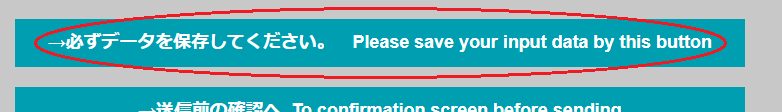 →必ずデータを保存してください。 Please save your input data by this button
→送信前の確認へ To confirmation screen before sending